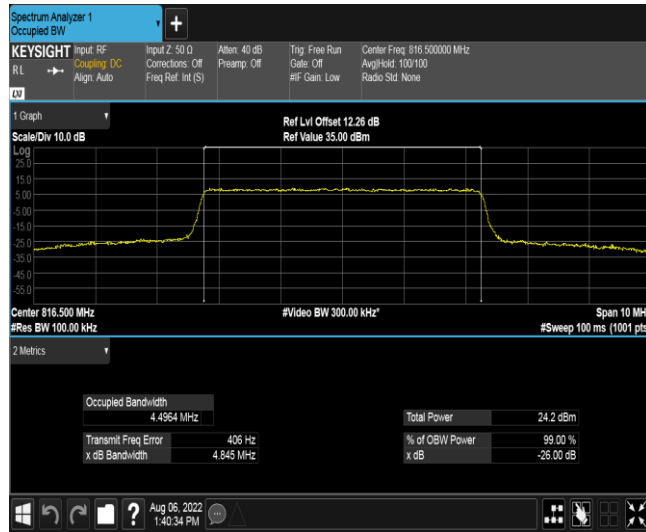 Spectrum Analyzer 1
Occupied BW
KEYSIGHT
RL
LXI
Input: RF
Coupling: DC
Align: Auto
Input Z: 50 Ω
Corrections: Off
Freq Ref: Int (S)
Atten: 40 dB
Preamp: Off
Trig: Free Run
Gate: Off
#IF Gain: Low
Center Freq: 816.500000 MHz
Avg|Hold: 100/100
Radio Std: None
1 Graph
Scale/Div 10.0 dB
Ref Lvl Offset 12.26 dB
Ref Value 35.00 dBm
Log
25.0
15.0
5.00
-5.00
-15.0
-25.0
-35.0
-45.0
-55.0
Center 816.500 MHz
#Res BW 100.00 kHz
#Video BW 300.00 kHz*
Span 10 MH
#Sweep 100 ms (1001 pts
2 Metrics
Occupied Bandwidth
4.4964 MHz
Transmit Freq Error 406 Hz
x dB Bandwidth 4.845 MHz
Total Power 24.2 dBm
% of OBW Power 99.00 %
x dB -26.00 dB
?
Aug 06, 2022
1:40:34 PM